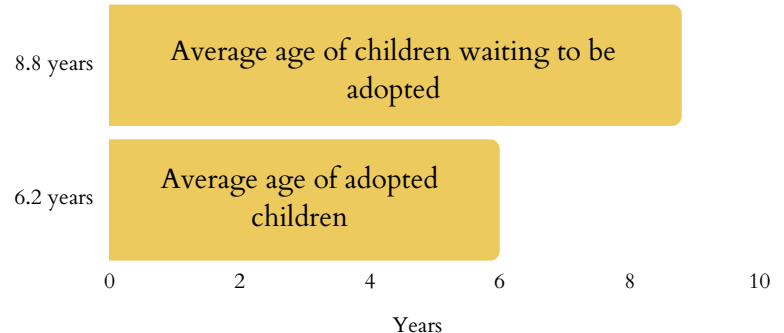 8.8 years
Average age of children waiting to be
adopted
6.2 years
Average age of adopted
children
0 2 4 6 8 10
Years